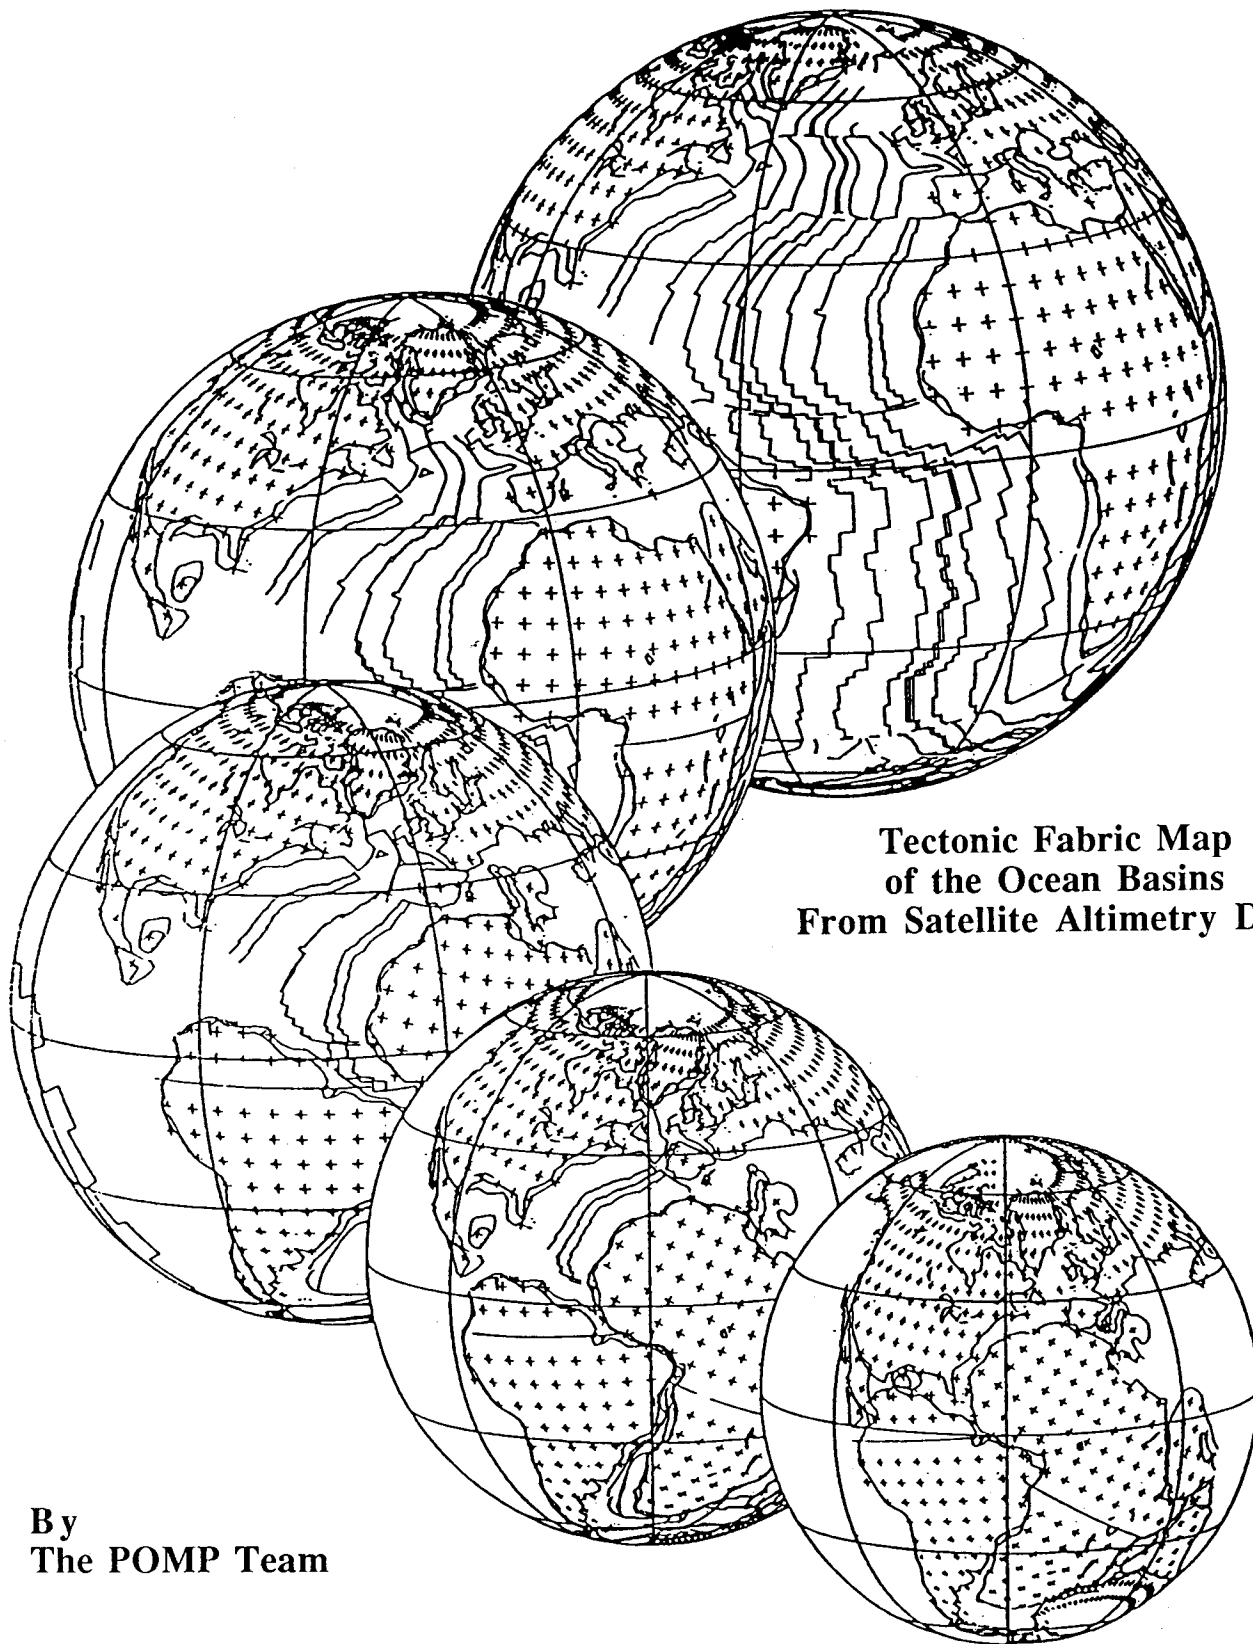 Tectonic Fabric Map
of the Ocean Basins
From Satellite Altimetry D
By
The POMP Team